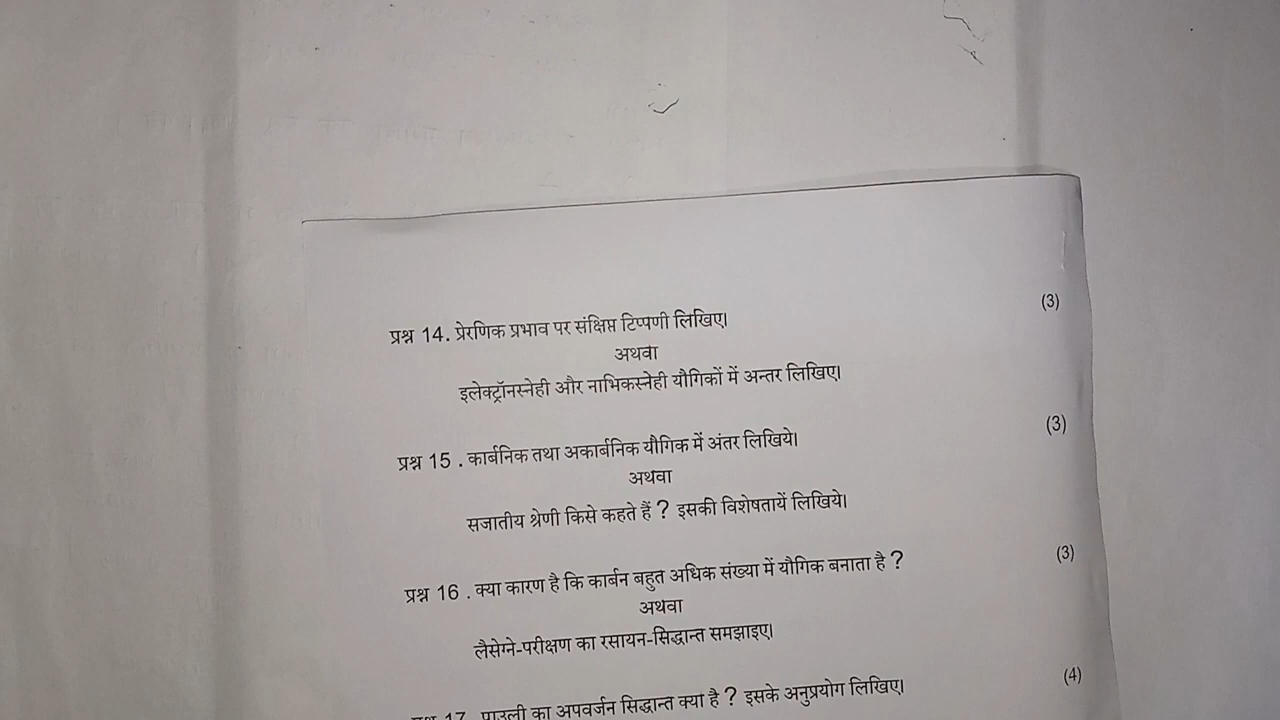 (3)
प्रश्न 14. प्रेरणिक प्रभाव पर संक्षिप्त टिप्पणी लिखिए।
अथवा
इलेक्ट्रॉनस्नेही और नाभिकस्नेही यौगिकों में अन्तर लिखिए।
(3)
प्रश्न 15 . कार्बनिक तथा अकार्बनिक यौगिक में अंतर लिखिये।
अथवा
सजातीय श्रेणी किसे कहते हैं ? इसकी विशेषतायें लिखिये।
(3)
प्रश्न 16 . क्या कारण है कि कार्बन बहुत अधिक संख्या में यौगिक बनाता है ?
अथवा
लैसेग्ने-परीक्षण का रसायन-सिद्धान्त समझाइए।
(4)
प्रश्न 17 पाउली का अपवर्जन सिद्धान्त क्या है ? इसके अनुप्रयोग लिखिए।